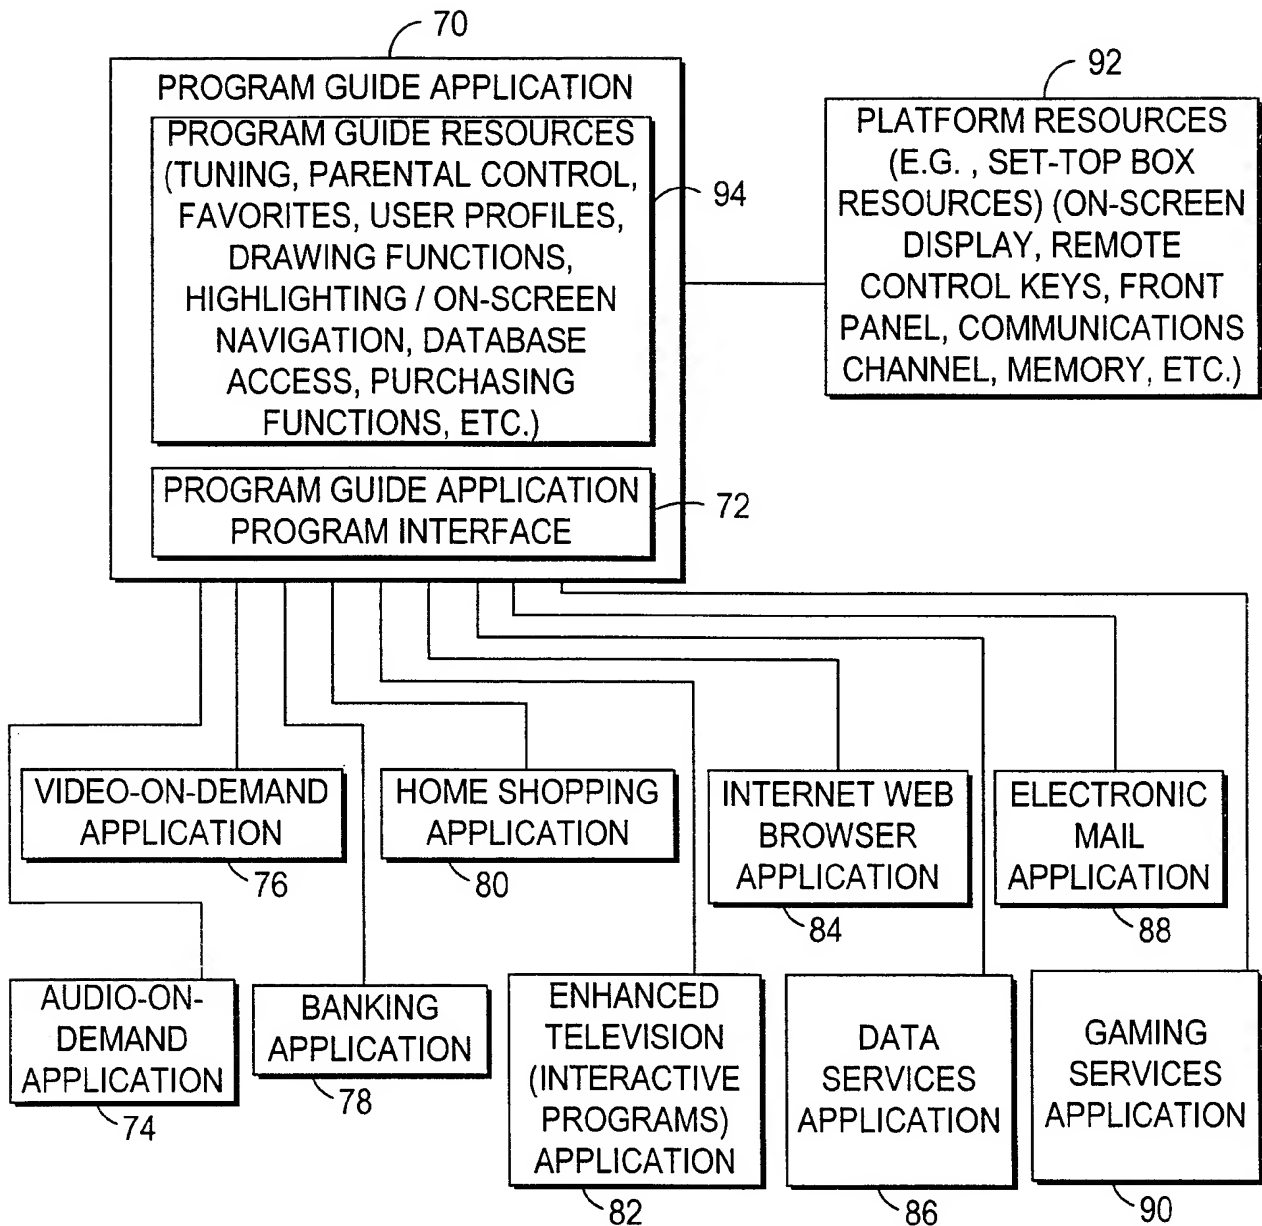 70
PROGRAM GUIDE APPLICATION
PROGRAM GUIDE RESOURCES
(TUNING, PARENTAL CONTROL,
FAVORITES, USER PROFILES,
DRAWING FUNCTIONS,
HIGHLIGHTING / ON-SCREEN
NAVIGATION, DATABASE
ACCESS, PURCHASING
FUNCTIONS, ETC.)
94
PROGRAM GUIDE APPLICATION
PROGRAM INTERFACE
72
92
PLATFORM RESOURCES
(E.G. , SET-TOP BOX
RESOURCES) (ON-SCREEN
DISPLAY, REMOTE
CONTROL KEYS, FRONT
PANEL, COMMUNICATIONS
CHANNEL, MEMORY, ETC.)
VIDEO-ON-DEMAND
APPLICATION
76
HOME SHOPPING
APPLICATION
80
INTERNET WEB
BROWSER
APPLICATION
84
ELECTRONIC
MAIL
APPLICATION
88
AUDIO-ON-
DEMAND
APPLICATION
74
BANKING
APPLICATION
78
ENHANCED
TELEVISION
(INTERACTIVE
PROGRAMS)
APPLICATION
82
DATA
SERVICES
APPLICATION
86
GAMING
SERVICES
APPLICATION
90